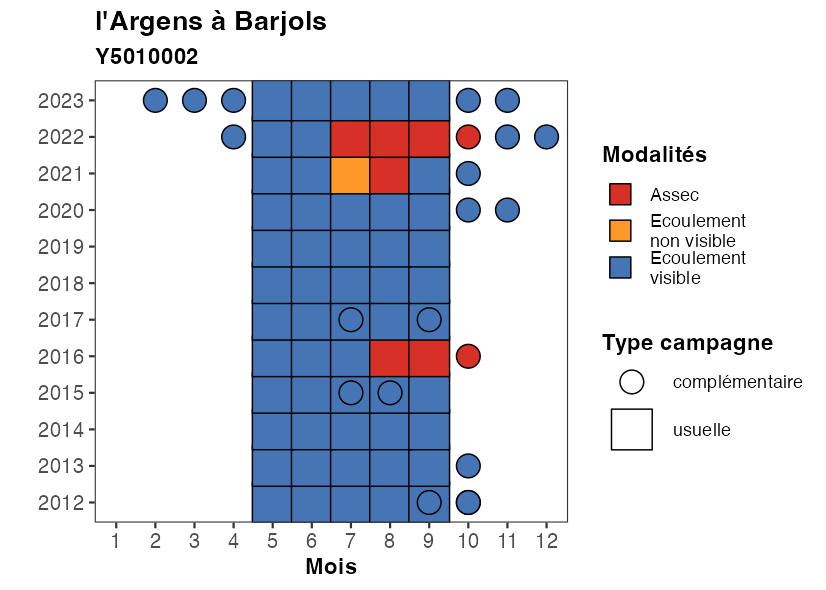 l'Argens à Barjols
Y5010002
2023
2022
2021
2020
2019
2018
2017
2016
2015
2014
2013
2012
1 2 3 4 5 6 7 8 9 10 11 12
Mois
Modalités
Assec
Ecoulement
non visible
Ecoulement
visible
Type campagne
complémentaire
usuelle